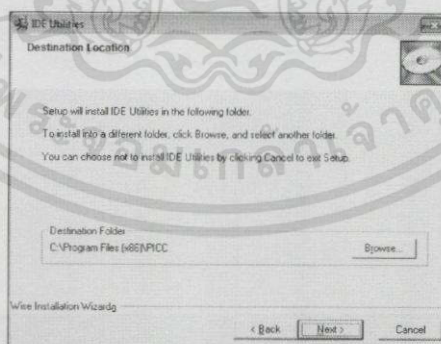 IDE Utilities
Destination Location
Setup will install IDE Utilities in the following folder.
To install into a different folder, click Browse, and select another folder.
You can choose not to install IDE Utilities by clicking Cancel to exit Setup.
Destination Folder
C:\Program Files (x86)\PICC
Browse...
Wise Installation Wizard
< Back
Next >
Cancel